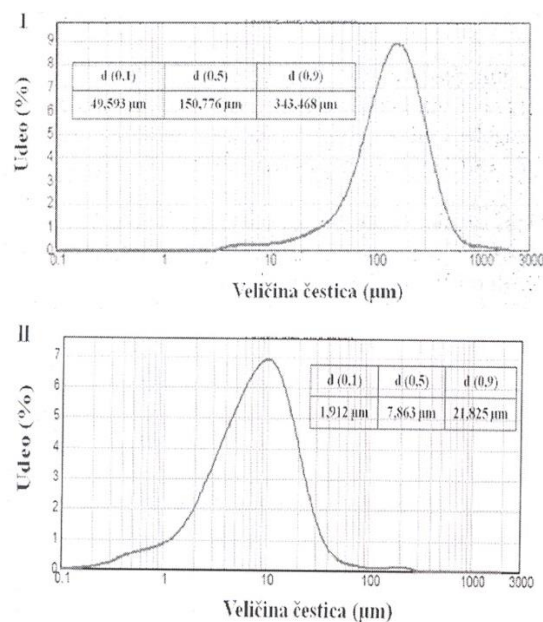 I
Udeo (%)
9
8
7
6
5
4
3
2
1
0
d (0,1) d (0,5) d (0,9)
49,593 µm 150,776 µm 343,468 µm
0.1 1 10 100 1000 3000
Veličina čestica (µm)
II
Udeo (%)
7
6
5
4
3
2
1
0
d (0,1) d (0,5) d (0,9)
1,912 µm 7,863 µm 21,825 µm
0.1 1 10 100 1000 3000
Veličina čestica (µm)